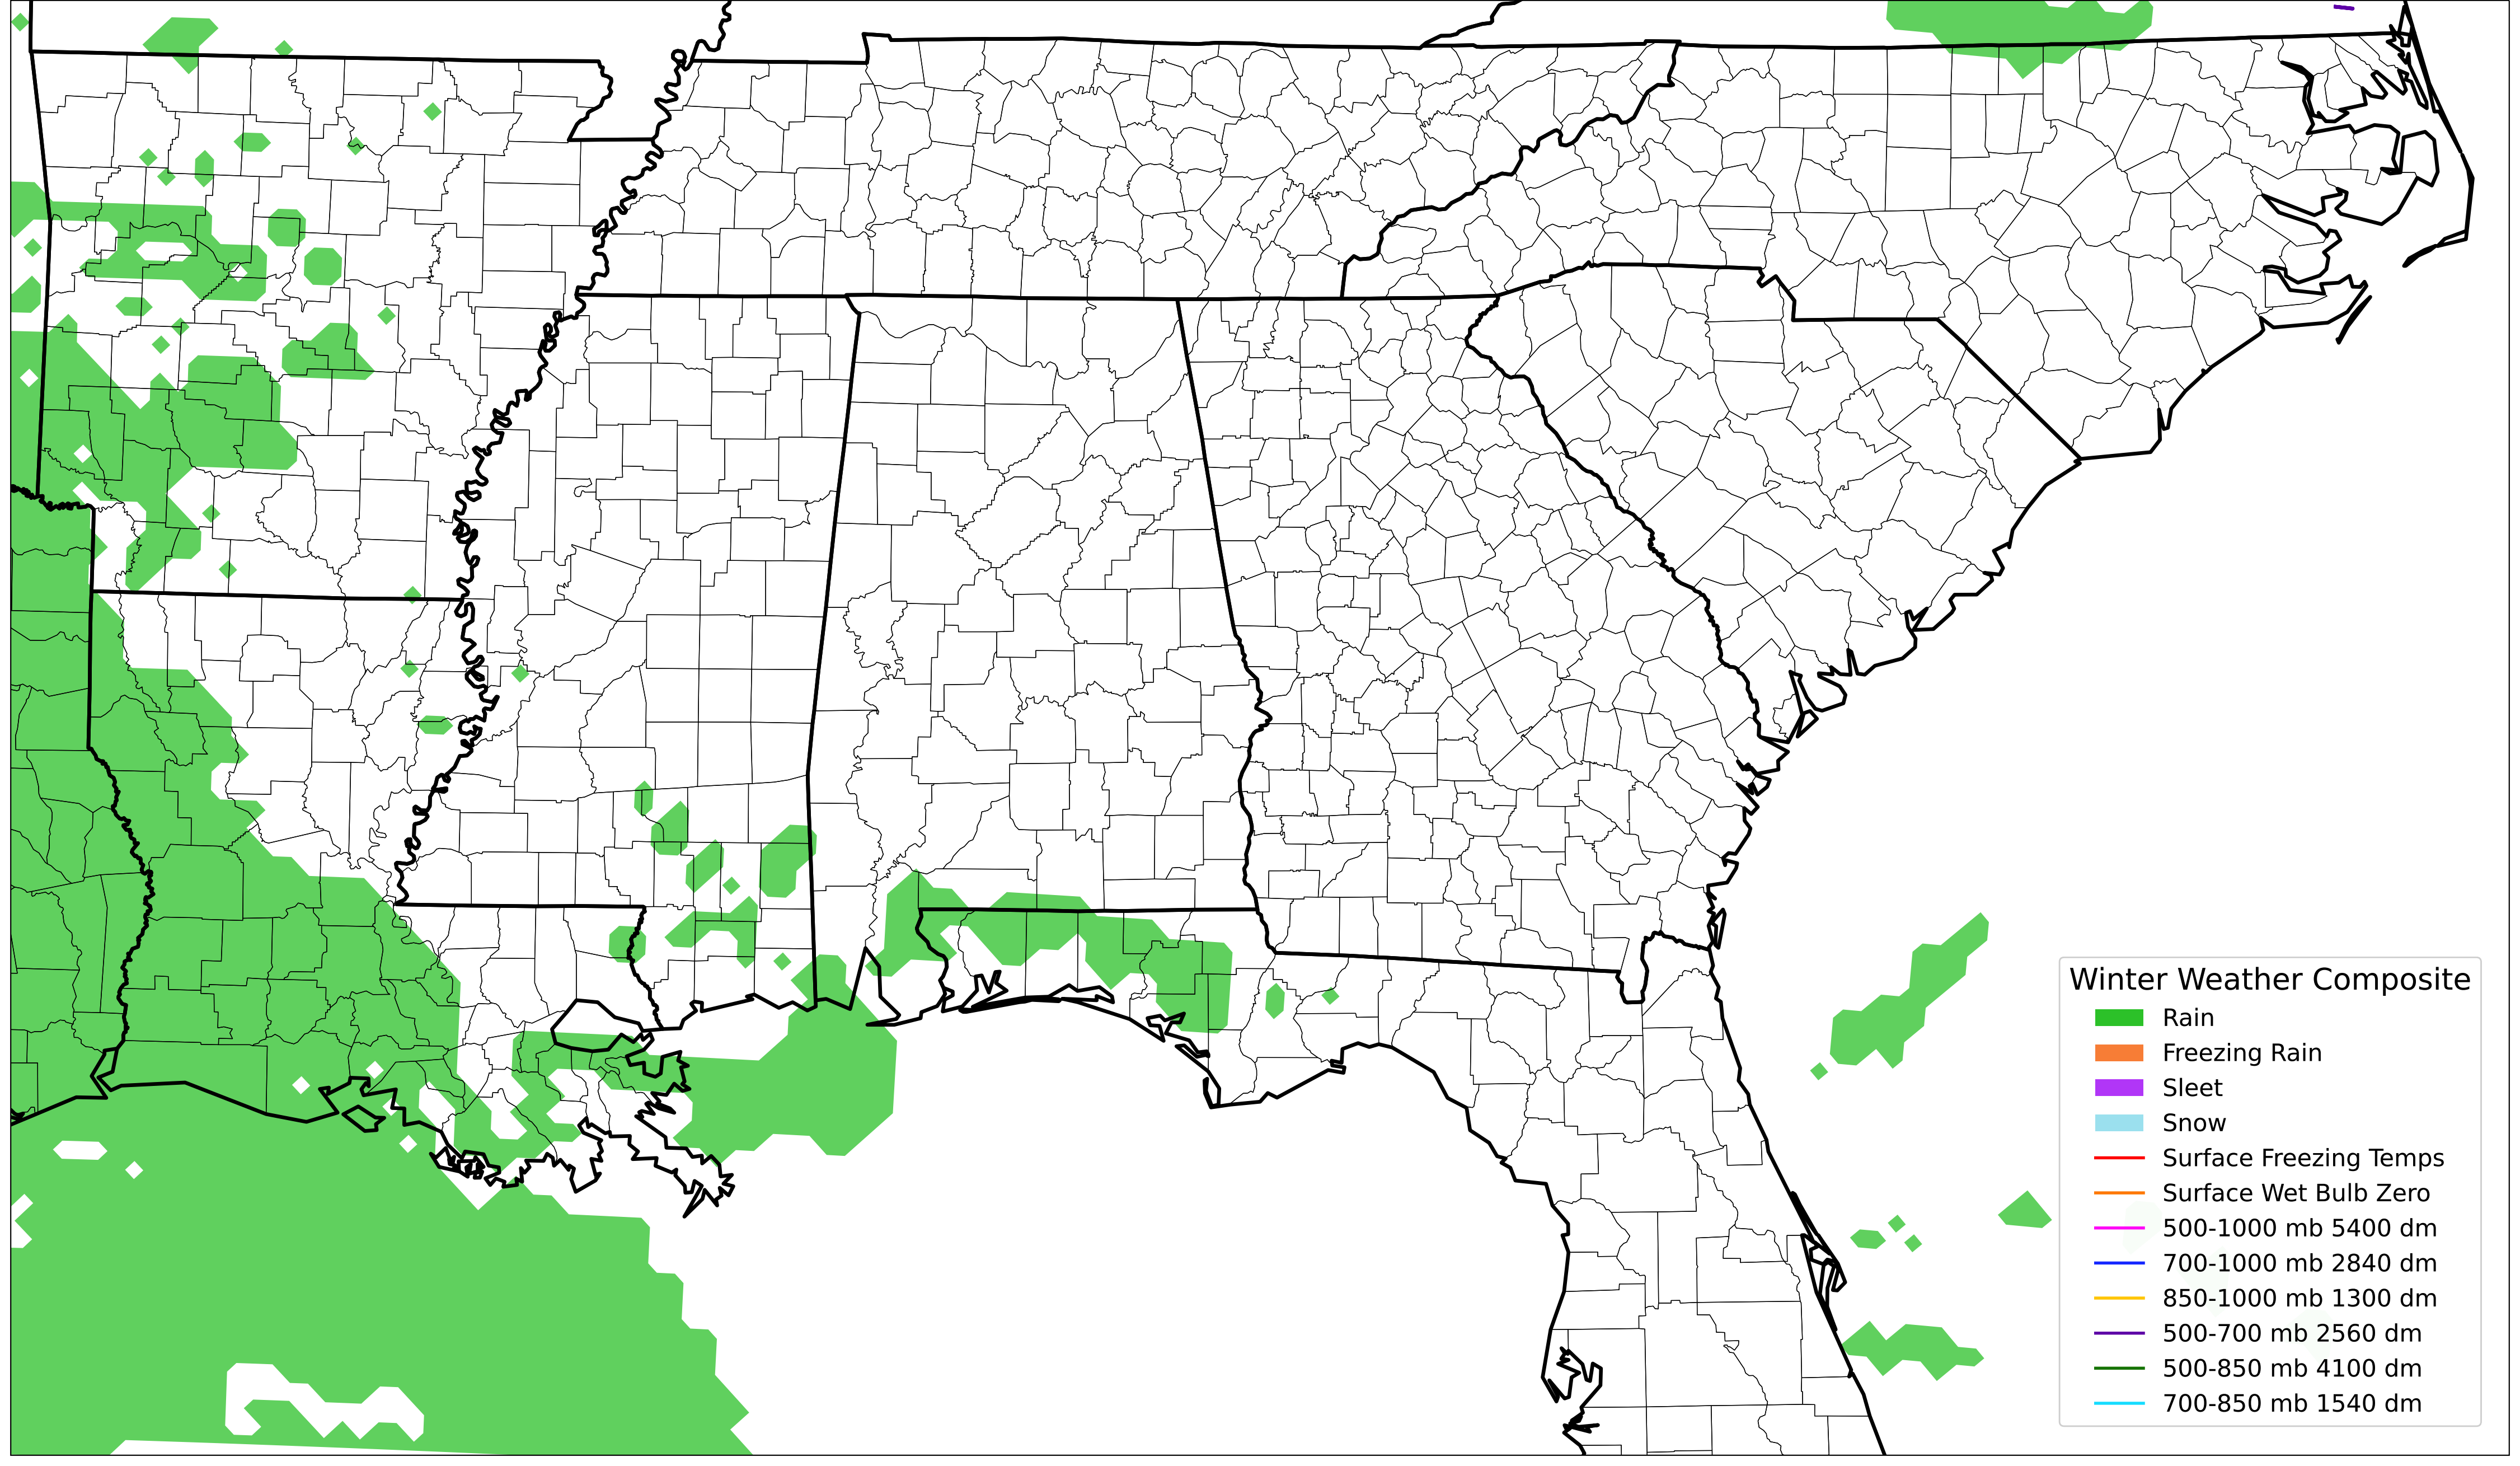 Winter Weather Composite
Rain
Freezing Rain
Sleet
Snow
Surface Freezing Temps
Surface Wet Bulb Zero
500-1000 mb 5400 dm
700-1000 mb 2840 dm
850-1000 mb 1300 dm
500-700 mb 2560 dm
500-850 mb 4100 dm
700-850 mb 1540 dm